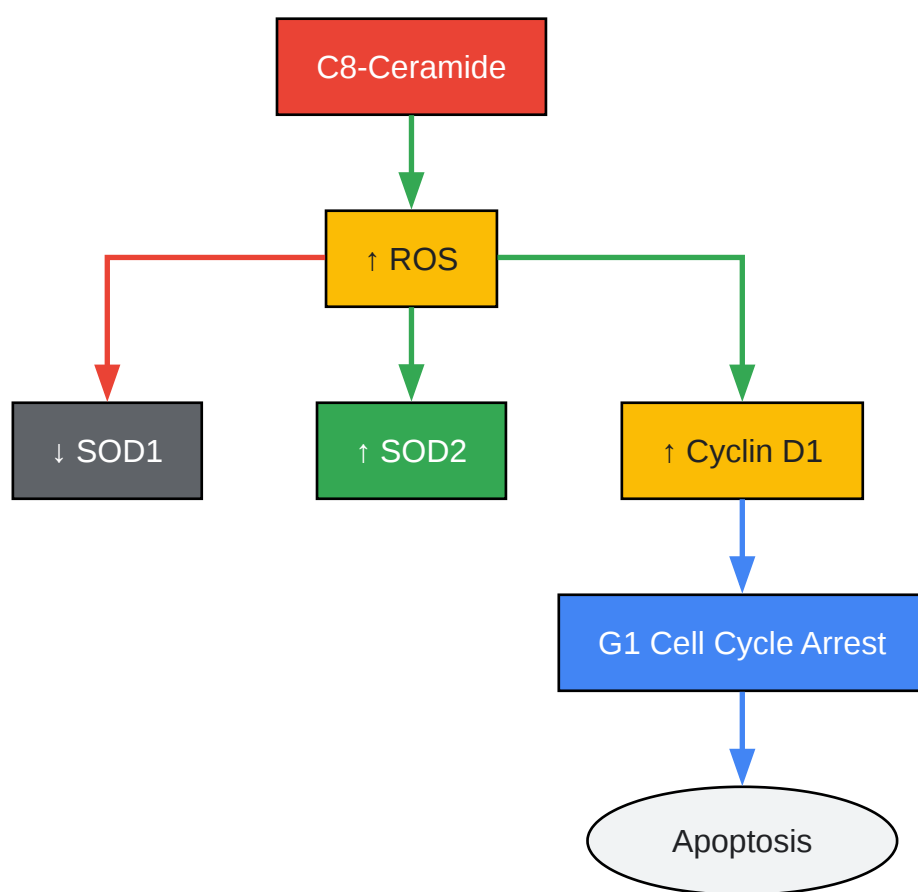 C8-Ceramide
↑ ROS
↓ SOD1
↑ SOD2
↑ Cyclin D1
G1 Cell Cycle Arrest
Apoptosis